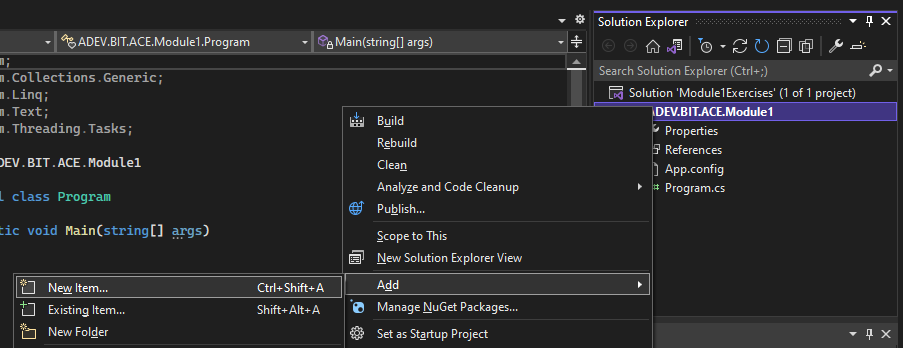 Solution Explorer
ADEV.BIT.ACE.Module1.Program
Main(string[] args)
Search Solution Explorer (Ctrl+;)
m;
m.Collections.Generic;
m.Linq;
m.Text;
m.Threading.Tasks;
DEV.BIT.ACE.Module1
l class Program
tic void Main(string[] args)
Solution 'Module1Exercises' (1 of 1 project)
ADEV.BIT.ACE.Module1
Properties
References
App.config
Program.cs
Build
Rebuild
Clean
Analyze and Code Cleanup
Publish...
Scope to This
New Solution Explorer View
Add
Manage NuGet Packages...
Set as Startup Project
New Item... Ctrl+Shift+A
Existing Item... Shift+Alt+A
New Folder